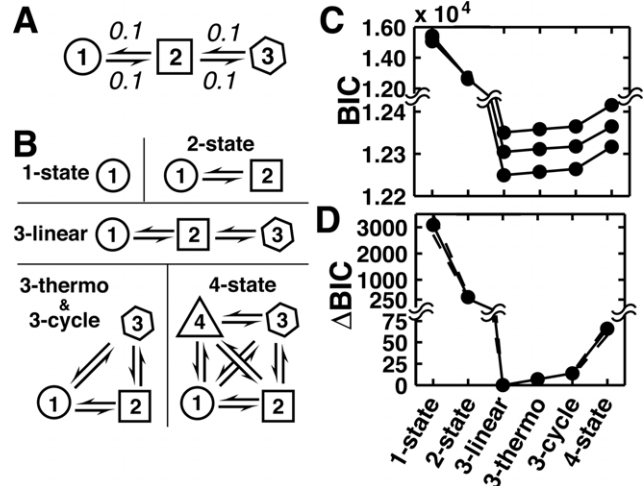 A
0.1
0.1
1
2
3
0.1
0.1
B
1-state
1
2-state
1
2
3-linear
1
2
3
3-thermo
&
3-cycle
3
1
2
4-state
4
3
1
2
C
x 10⁴
BIC
1.60
1.40
1.20
1.24
1.23
1.22
D
ΔBIC
3000
1000
250
75
50
25
0
1-state
2-state
3-linear
3-thermo
3-cycle
4-state